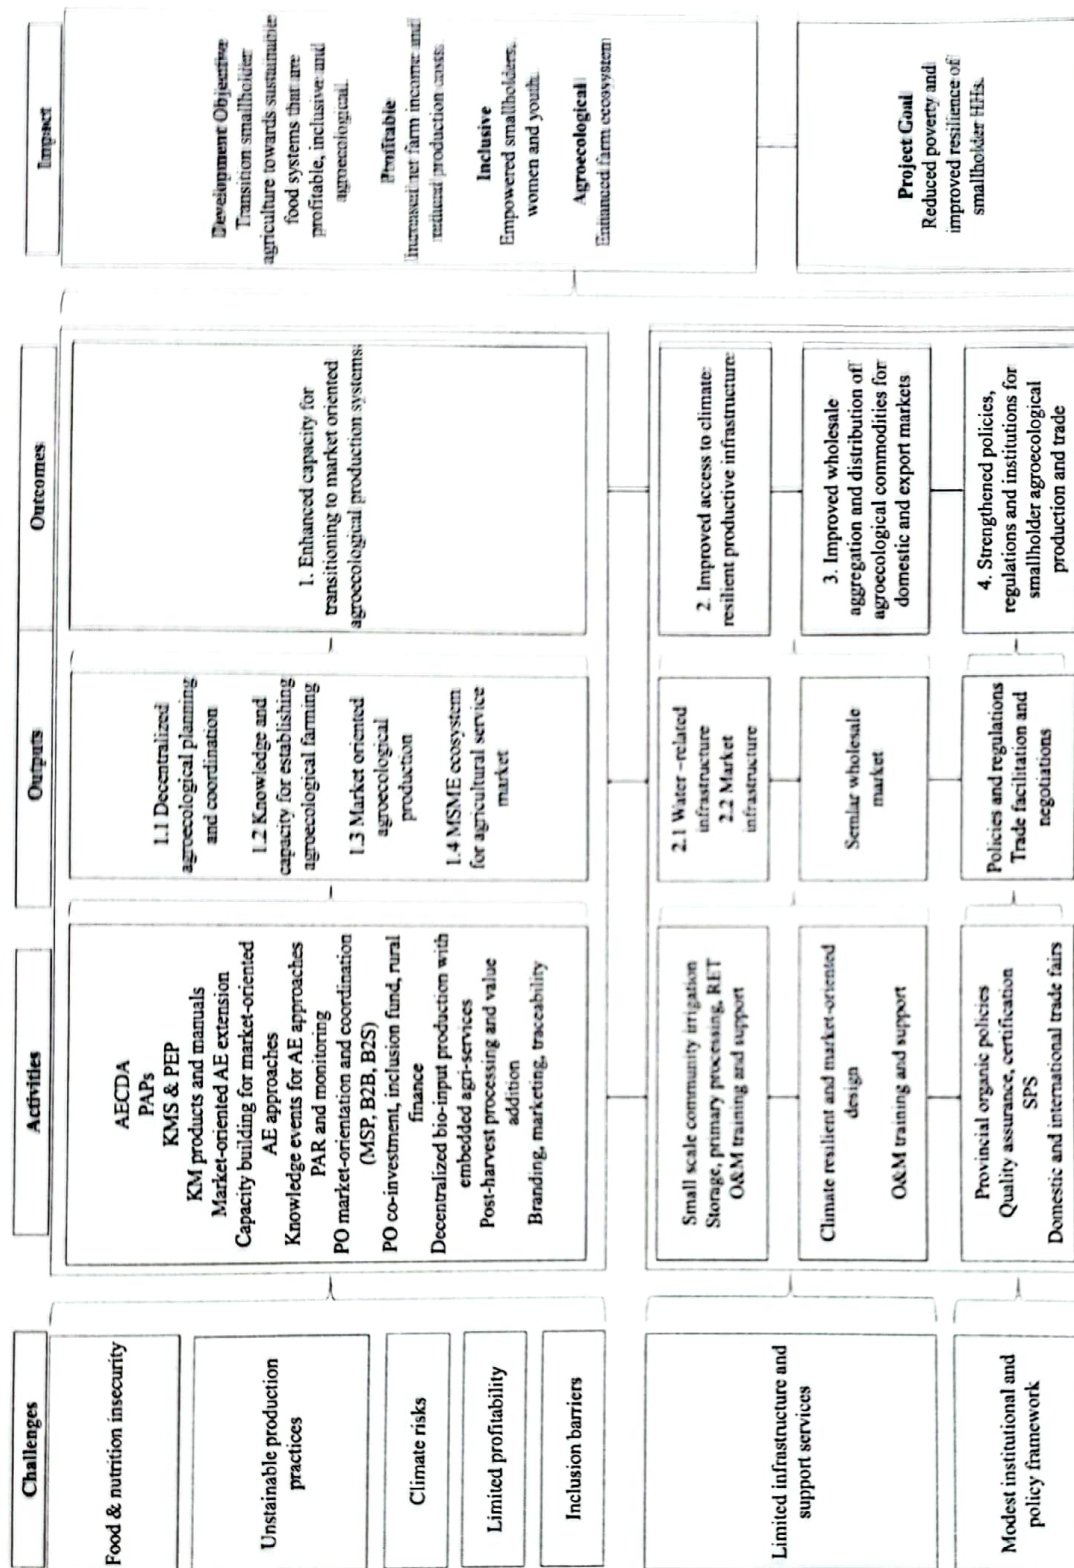 Challenges
Food & nutrition insecurity
Unstainable production
practices
Climate risks
Limited profitability
Inclusion barriers
Limited infrastructure and
support services
Modest institutional and
policy framework
Activities
AECDA
PAPs
KMS & PEP
KM products and manuals
Market-oriented AE extension
Capacity building for market-oriented
AE approaches
Knowledge events for AE approaches
PAR and monitoring
PO market-orientation and coordination
(MSP, B2B, B2S)
PO co-investment, inclusion fund, rural
finance
Decentralized bio-input production with
embedded agri-services
Post-harvest processing and value
addition
Branding, marketing, traceability
Small scale community irrigation
Storage, primary processing, RET
O&M training and support
Climate resilient and market-oriented
design
O&M training and support
Provincial organic policies
Quality assurance, certification
SPS
Domestic and international trade fairs
Outputs
1.1 Decentralized
agroecological planning
and coordination
1.2 Knowledge and
capacity for establishing
agroecological farming
1.3 Market oriented
agroecological
production
1.4 MSME ecosystem
for agricultural service
market
2.1 Water -related
infrastructure
2.2 Market
infrastructure
Semlar wholesale
market
Policies and regulations
Trade facilitation and
negotiations
Outcomes
1. Enhanced capacity for
transitioning to market oriented
agroecological production systems
2. Improved access to climate
resilient productive infrastructure
3. Improved wholesale
aggregation and distribution of
agroecological commodities for
domestic and export markets
4. Strengthened policies,
regulations and institutions for
smallholder agroecological
production and trade
Impact
Development Objective
Transition smallholder
agriculture towards sustainable
food systems that are
profitable, inclusive and
agroecological.
Profitable
Increased net farm income and
reduced production costs.
Inclusive
Empowered smallholders,
women and youth.
Agroecological
Enhanced farm ecosystem
Project Goal
Reduced poverty and
improved resilience of
smallholder HHs.